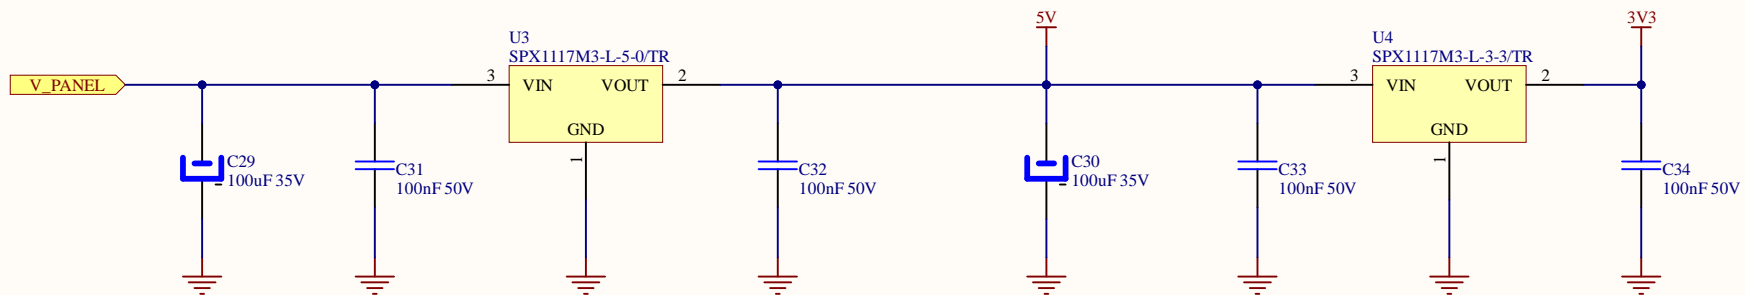 5V
3V3
U3
SPX1117M3-L-5-0/TR
U4
SPX1117M3-L-3-3/TR
V_PANEL
3
VIN
VOUT
2
GND
1
3
VIN
VOUT
2
GND
1
C29
100uF 35V
C31
100nF 50V
C32
100nF 50V
C30
100uF 35V
C33
100nF 50V
C34
100nF 50V